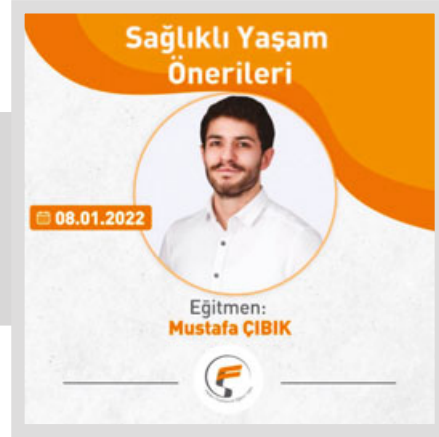 Sağlıklı Yaşam
Önerileri
08.01.2022
Eğitmen:
Mustafa ÇIBIK